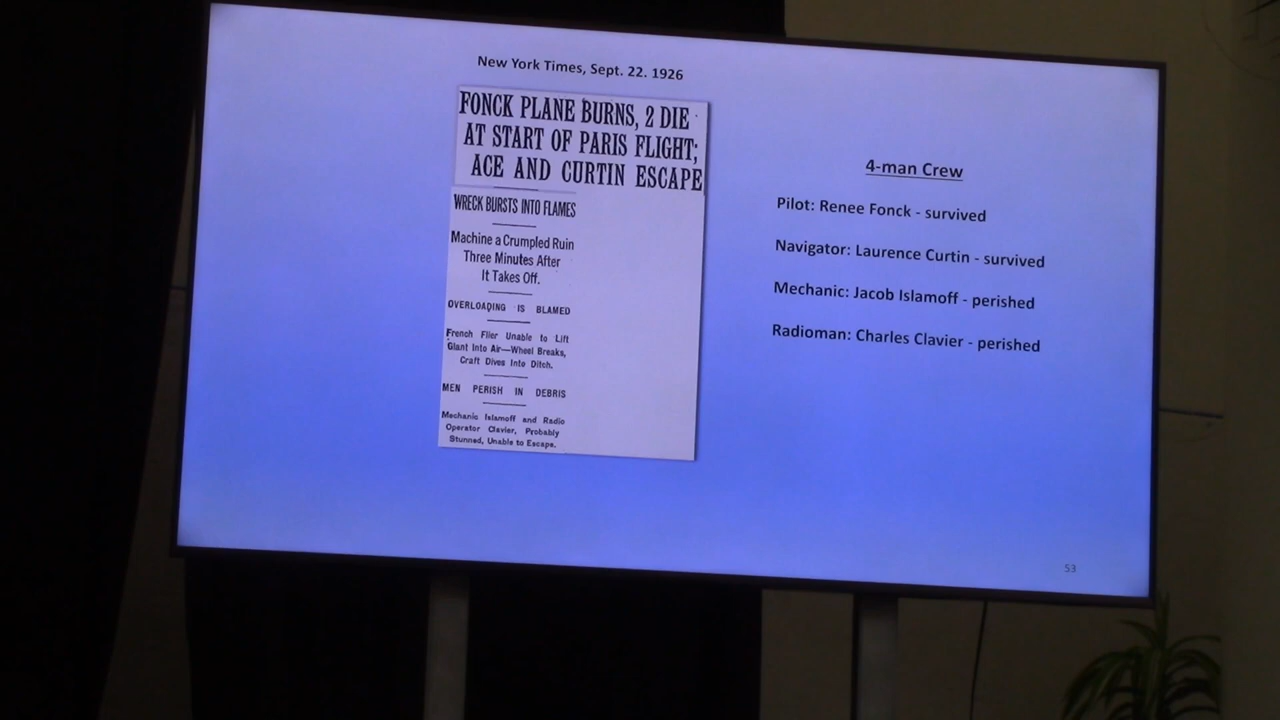 New York Times, Sept. 22. 1926
FONCK PLANE BURNS, 2 DIE
AT START OF PARIS FLIGHT;
ACE AND CURTIN ESCAPE
WRECK BURSTS INTO FLAMES
Machine a Crumpled Ruin
Three Minutes After
It Takes Off.
OVERLOADING IS BLAMED
French Flier Unable to Lift
Giant Into Air—Wheel Breaks,
Craft Dives Into Ditch.
MEN PERISH IN DEBRIS
Mechanic Islamoff and Radio
Operator Clavier, Probably
Stunned, Unable to Escape.
4-man Crew
Pilot: Renee Fonck - survived
Navigator: Laurence Curtin - survived
Mechanic: Jacob Islamoff - perished
Radioman: Charles Clavier - perished
53